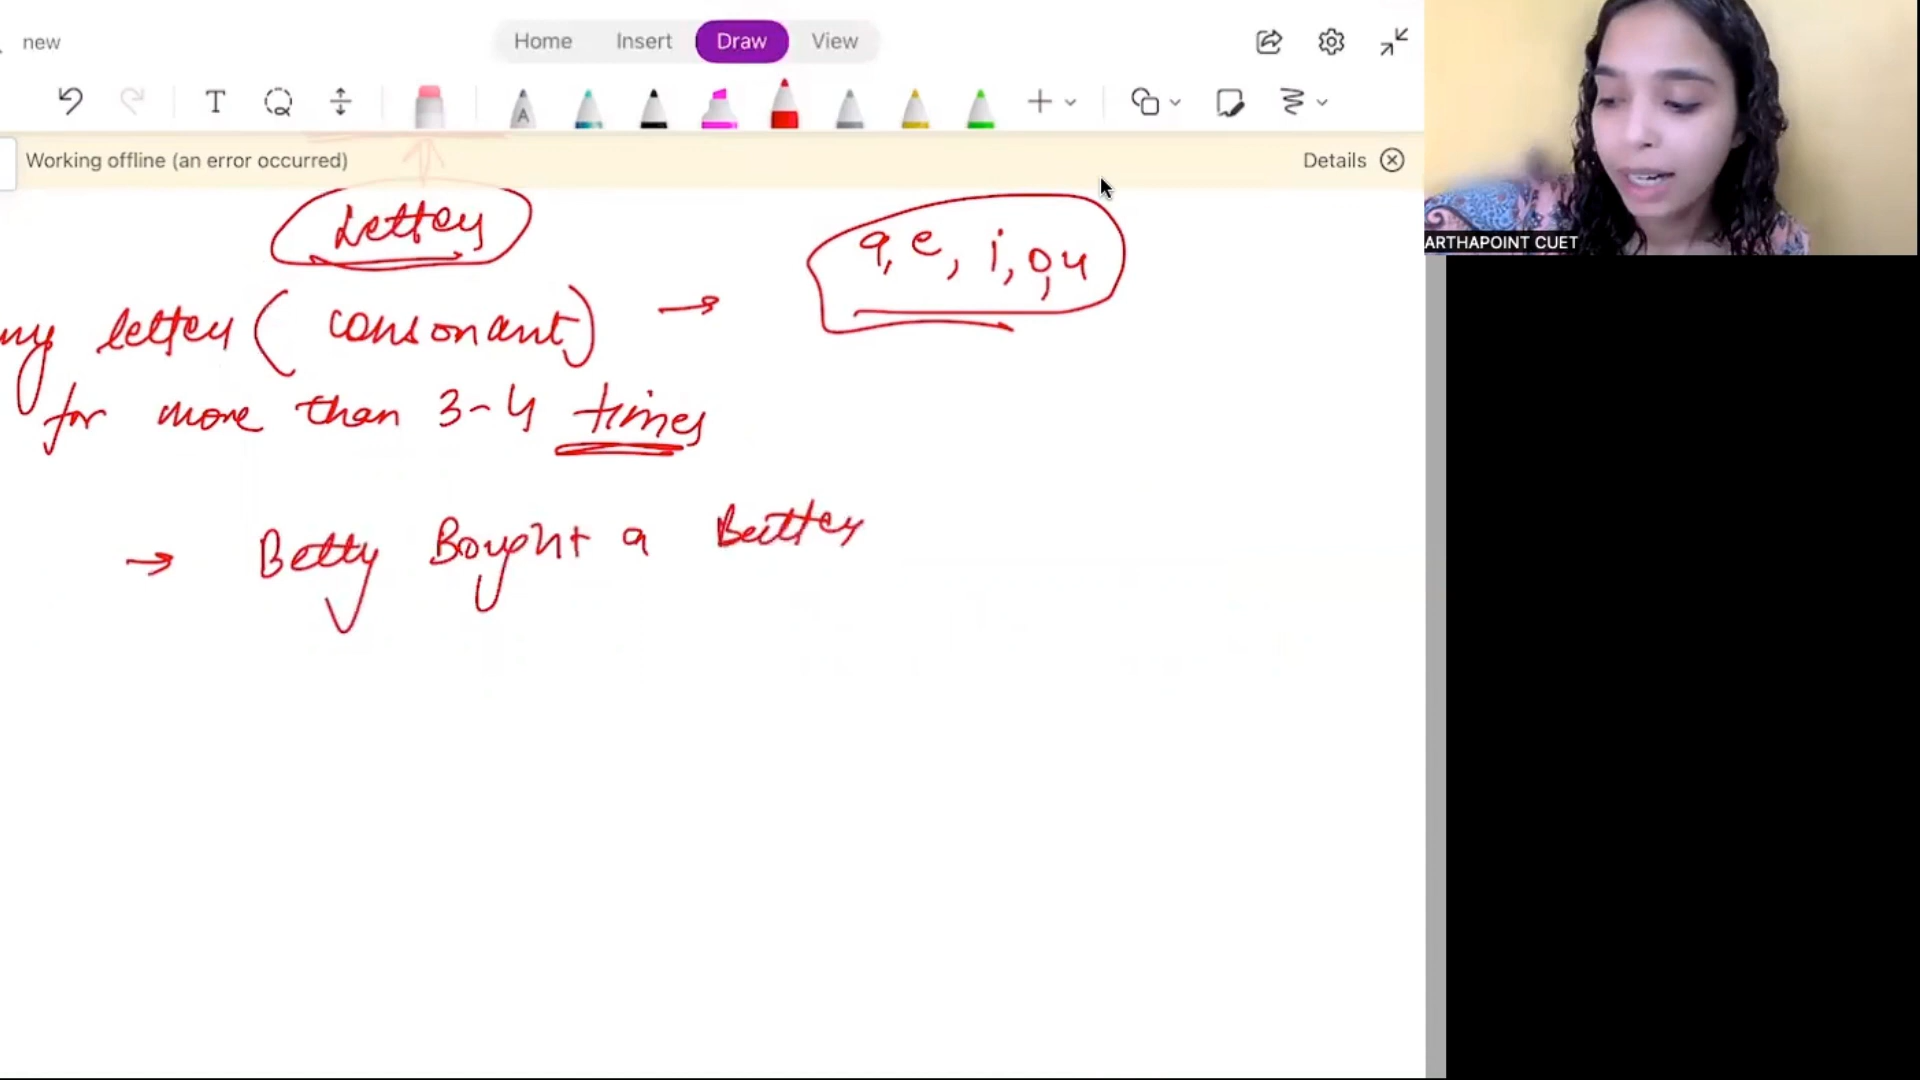 new
Home Insert Draw View
T
A
Working offline (an error occurred) Details
ARTHAPOINT CUET
Letter
a, e, i, o, u
letter ( consonant) →
for more than 3-4 times
→ Betty Bought a Butter